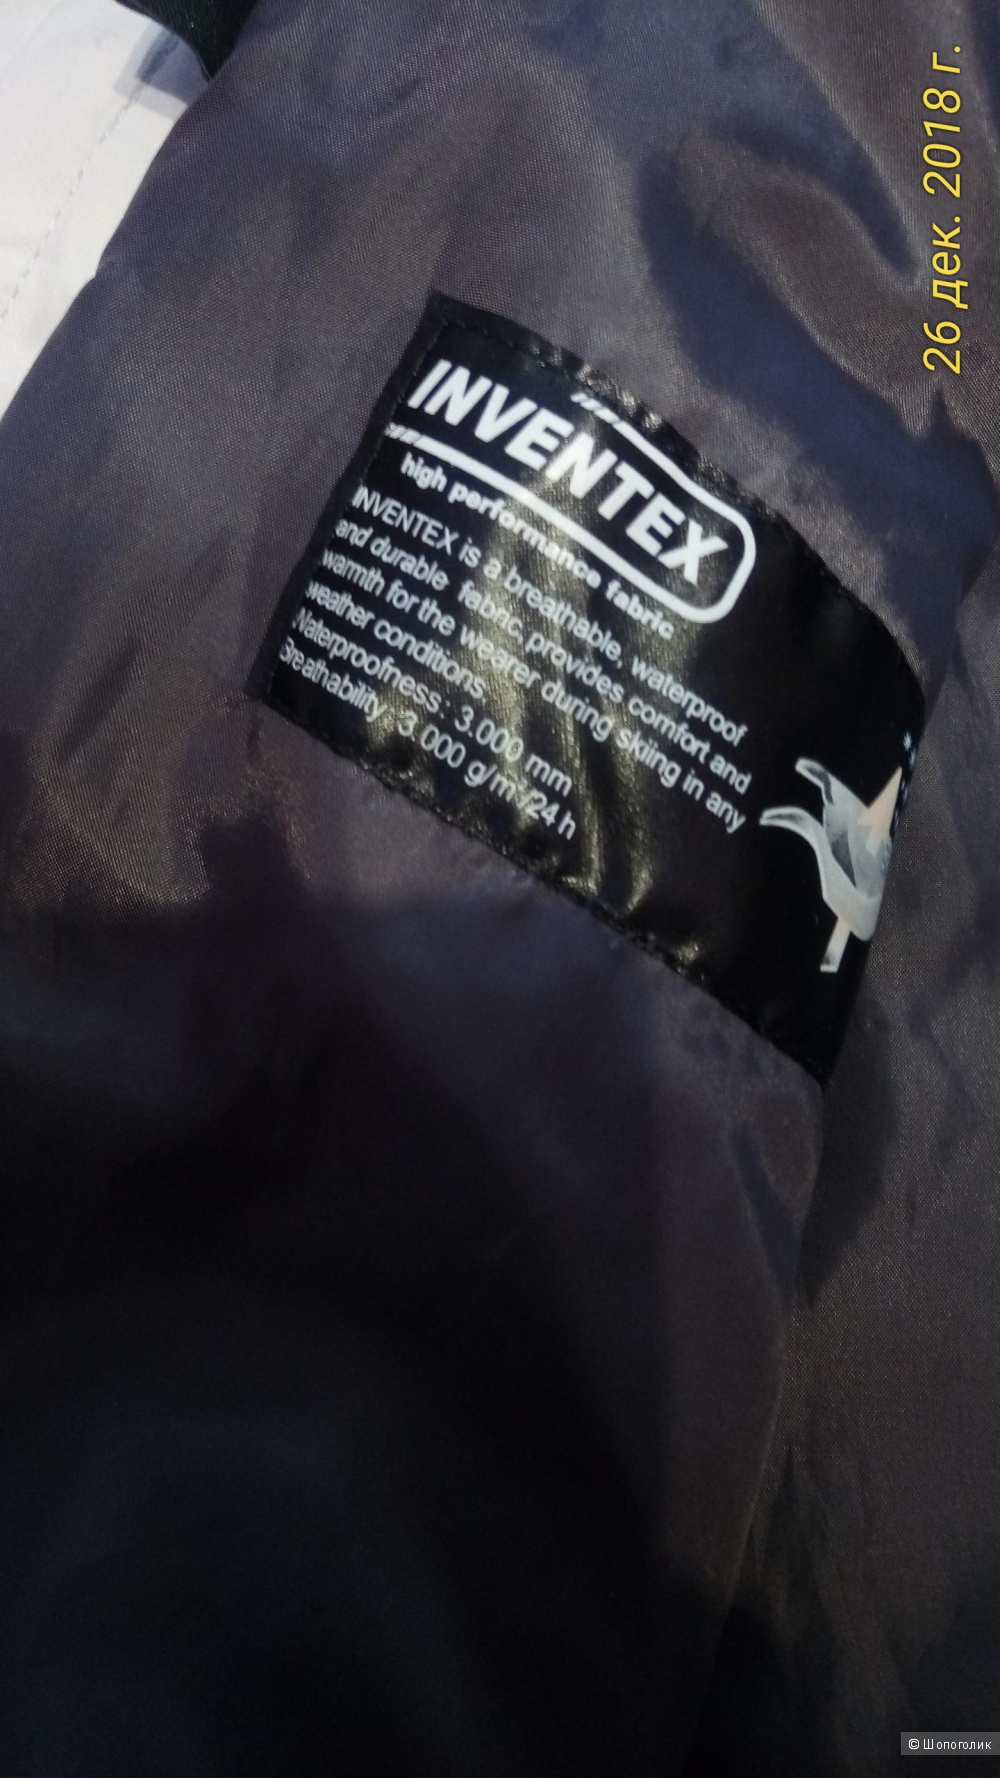 INVENTEX
high performance fabric
INVENTEX is a breathable, waterproof
and durable fabric, provides comfort and
warmth for the wearer during skiing in any
weather conditions.
Waterproofness: 3.000 mm
Breathability: 3.000 g/m²/24h
26 дек. 2018 г.
© Шопоголик